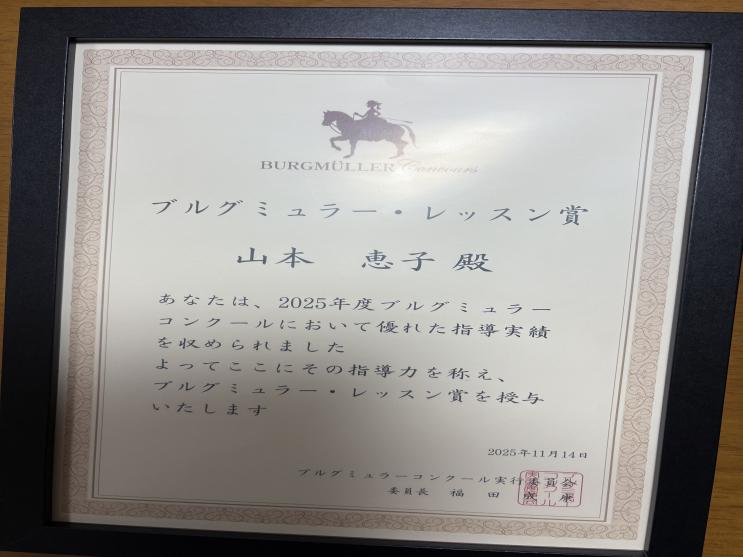 BURGMÜLLER Concours
ブルグミュラー・レッスン賞
山本 恵子 殿
あなたは、2025年度ブルグミュラー
コンクールにおいて優れた指導実績
を収められました
よってここにその指導力を称え、
ブルグミュラー・レッスン賞を授与
いたします
2025年11月14日
ブルグミュラーコンクール実行委員会
委員長 福田